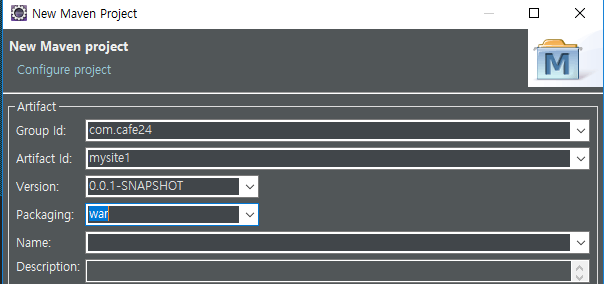 New Maven Project
New Maven project
Configure project
M
Artifact
Group Id: com.cafe24
Artifact Id: mysite1
Version: 0.0.1-SNAPSHOT
Packaging: war
Name:
Description: